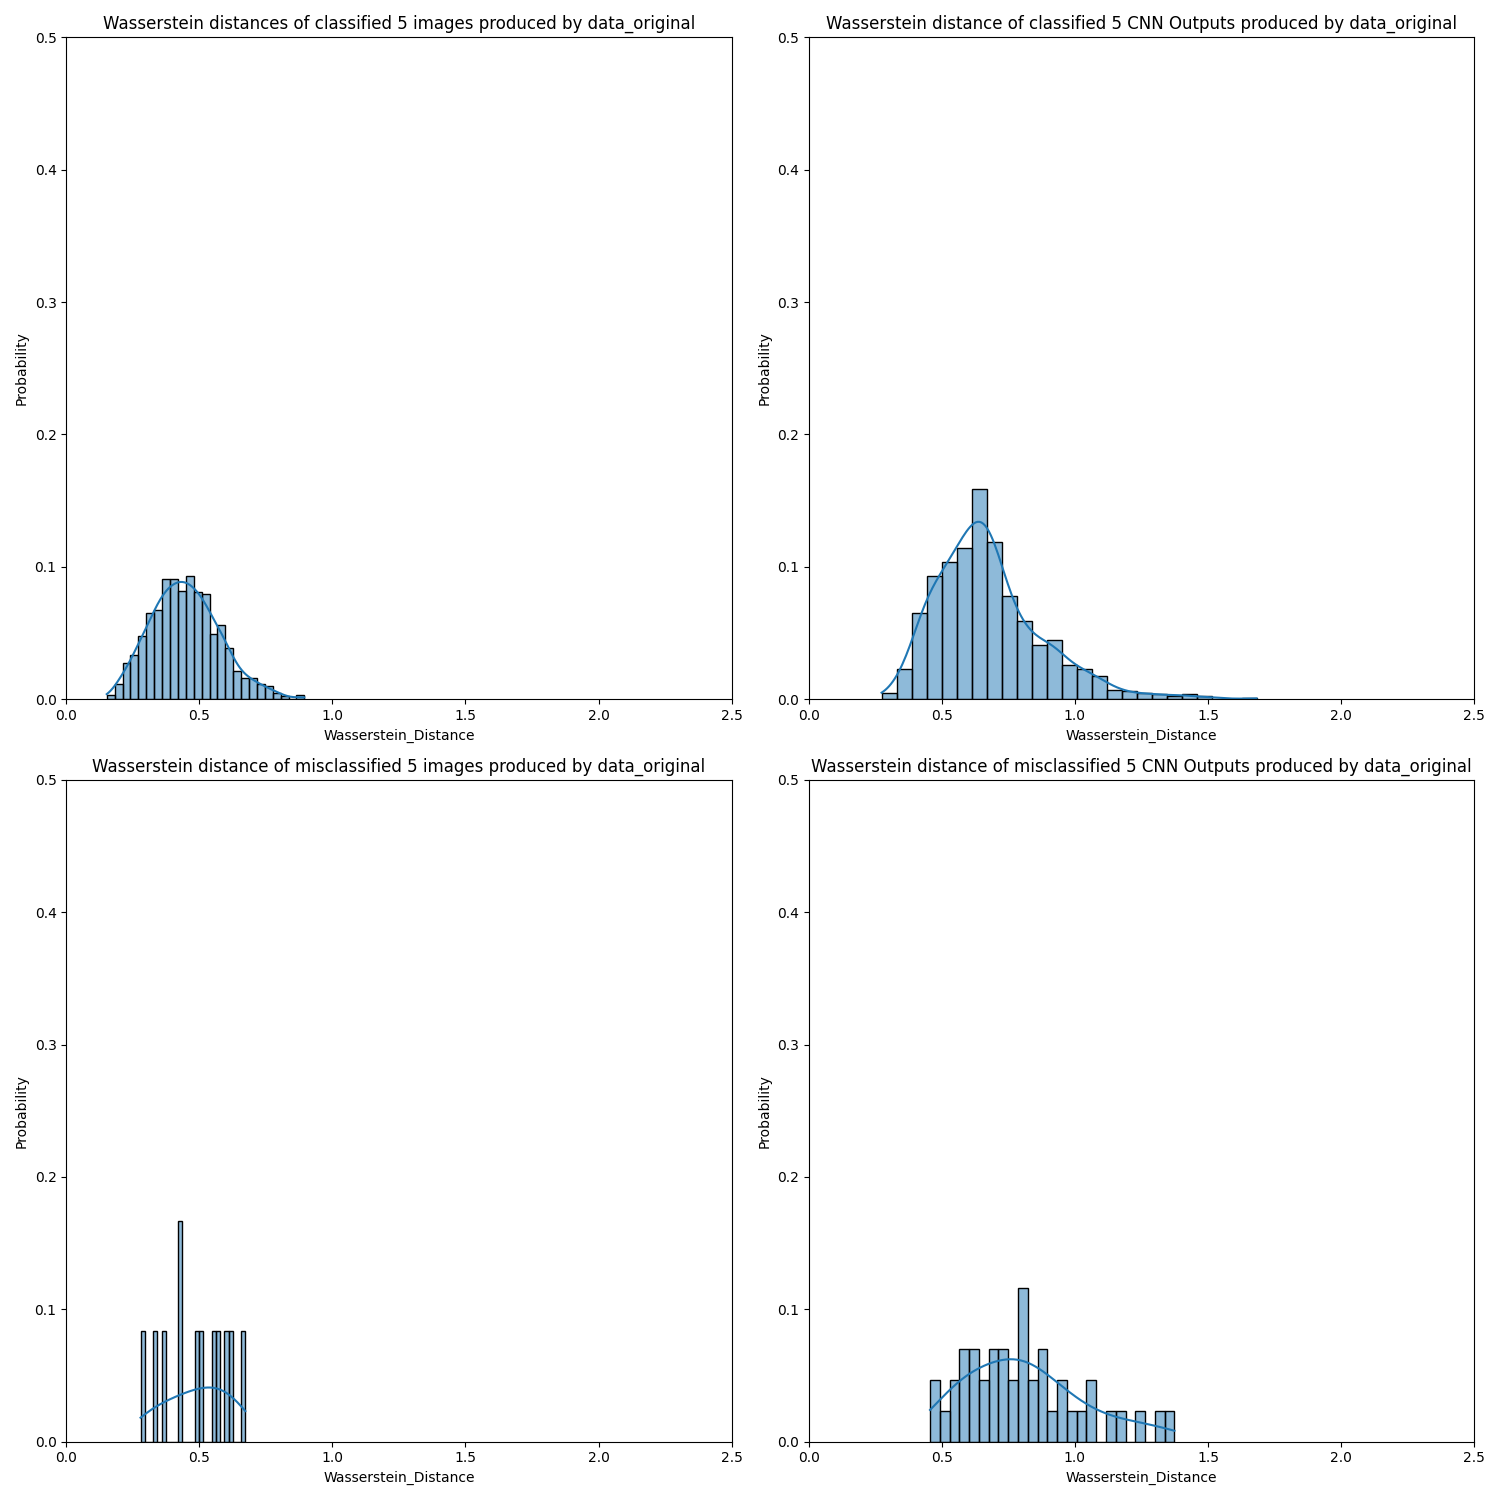 Wasserstein distances of classified 5 images produced by data_original
0.5
0.4
0.3
0.2
0.1
0.0
Probability
0.0 0.5 1.0 1.5 2.0 2.5
Wasserstein_Distance
Wasserstein distance of classified 5 CNN Outputs produced by data_original
0.5
0.4
0.3
0.2
0.1
0.0
Probability
0.0 0.5 1.0 1.5 2.0 2.5
Wasserstein_Distance
Wasserstein distance of misclassified 5 images produced by data_original
0.5
0.4
0.3
0.2
0.1
0.0
Probability
0.0 0.5 1.0 1.5 2.0 2.5
Wasserstein_Distance
Wasserstein distance of misclassified 5 CNN Outputs produced by data_original
0.5
0.4
0.3
0.2
0.1
0.0
Probability
0.0 0.5 1.0 1.5 2.0 2.5
Wasserstein_Distance